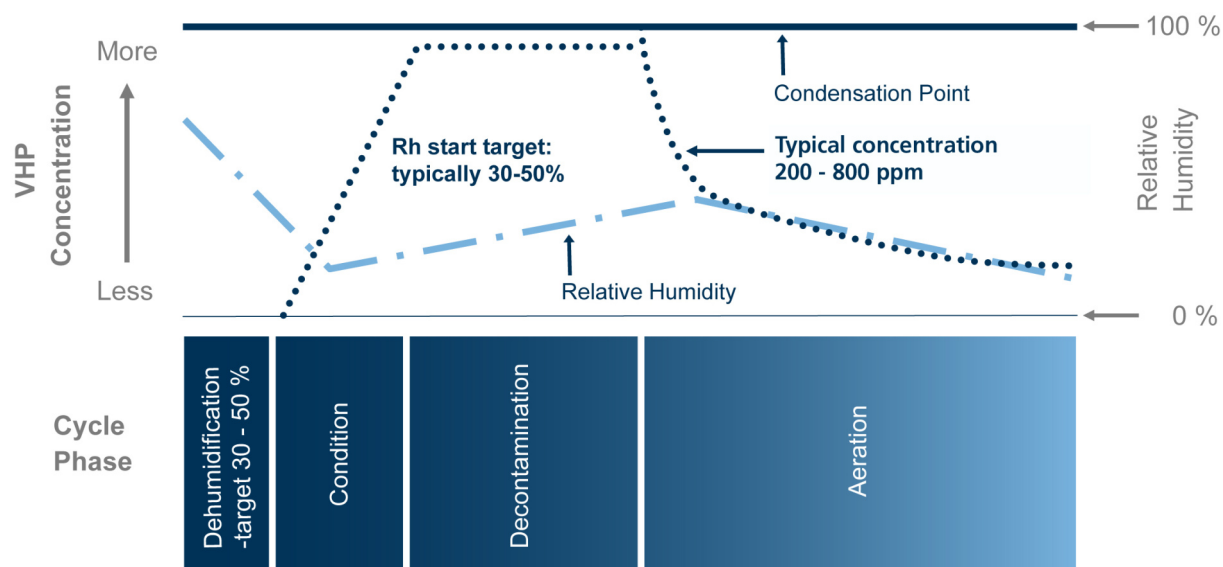 More
100 %
VHP
Concentration
Condensation Point
Rh start target:
typically 30-50%
Typical concentration
200 - 800 ppm
Relative
Humidity
Less
Relative Humidity
0 %
Cycle
Phase
Dehumidification
-target 30 - 50 %
Condition
Decontamination
Aeration